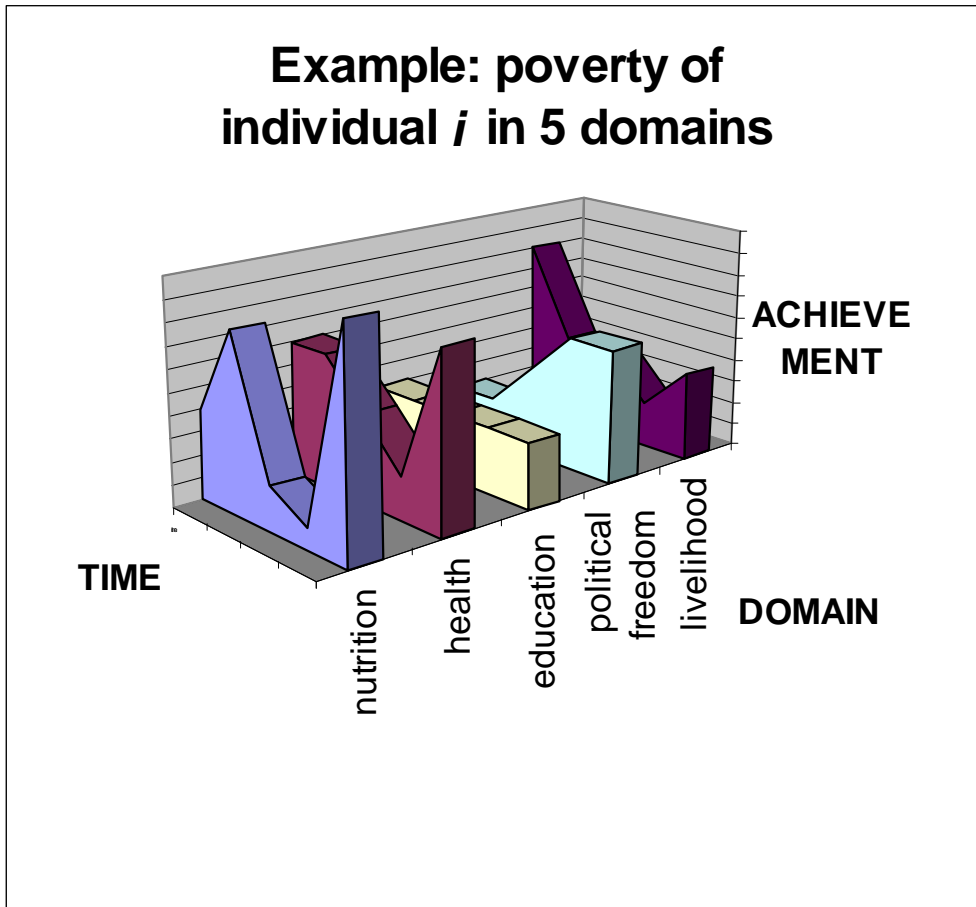 Example: poverty of
individual i in 5 domains
ACHIEVE
MENT
TIME
DOMAIN
nutrition
health
education
political
freedom
livelihood